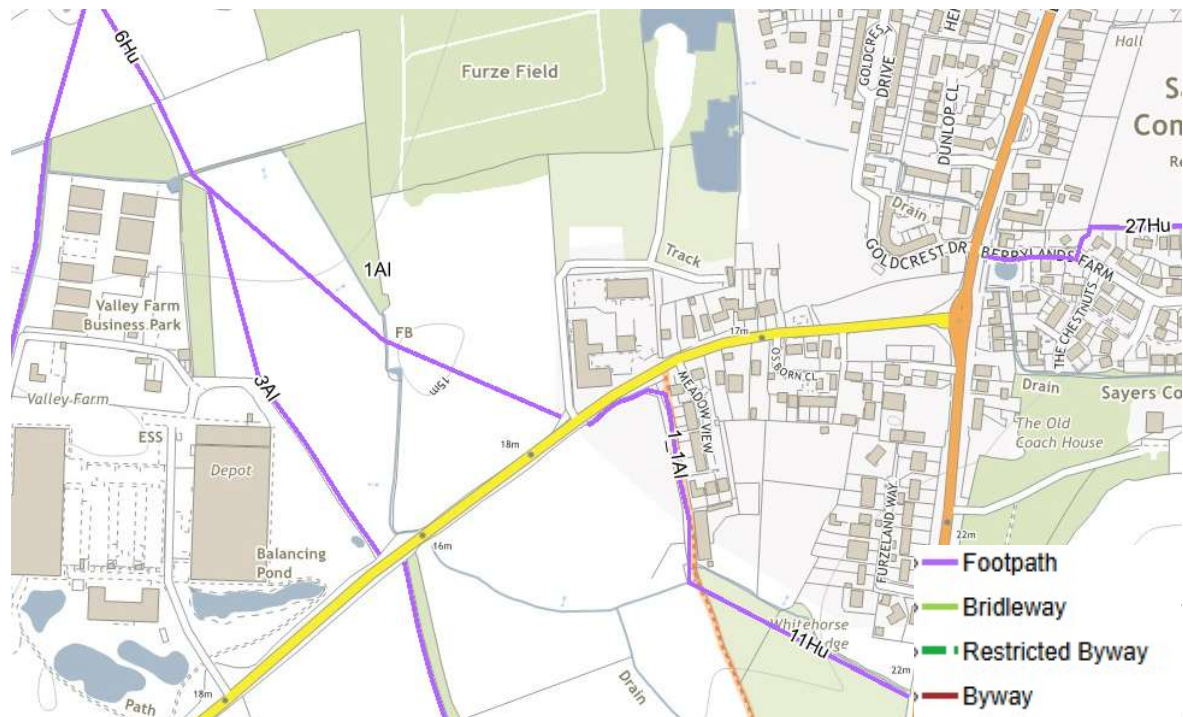 6Hu
Furze Field
GOLDCREST
DRIVE
DUNLOP CL
Hall
Drain
27Hu
GOLDCREST DR
BERRYLANDS FARM
1Al
Track
Valley Farm
Business Park
FB
15m
17m
THE CHESTNUTS
OSBORN CL
MEADOW VIEW
Drain
3Al
Valley Farm
ESS
18m
1_1Al
The Old
Coach House
Depot
FURZELAND WAY
22m
Balancing
Pond
16m
Whitehorse
11Hu
22m
Drain
18m
Path
Footpath
Bridleway
Restricted Byway
Byway